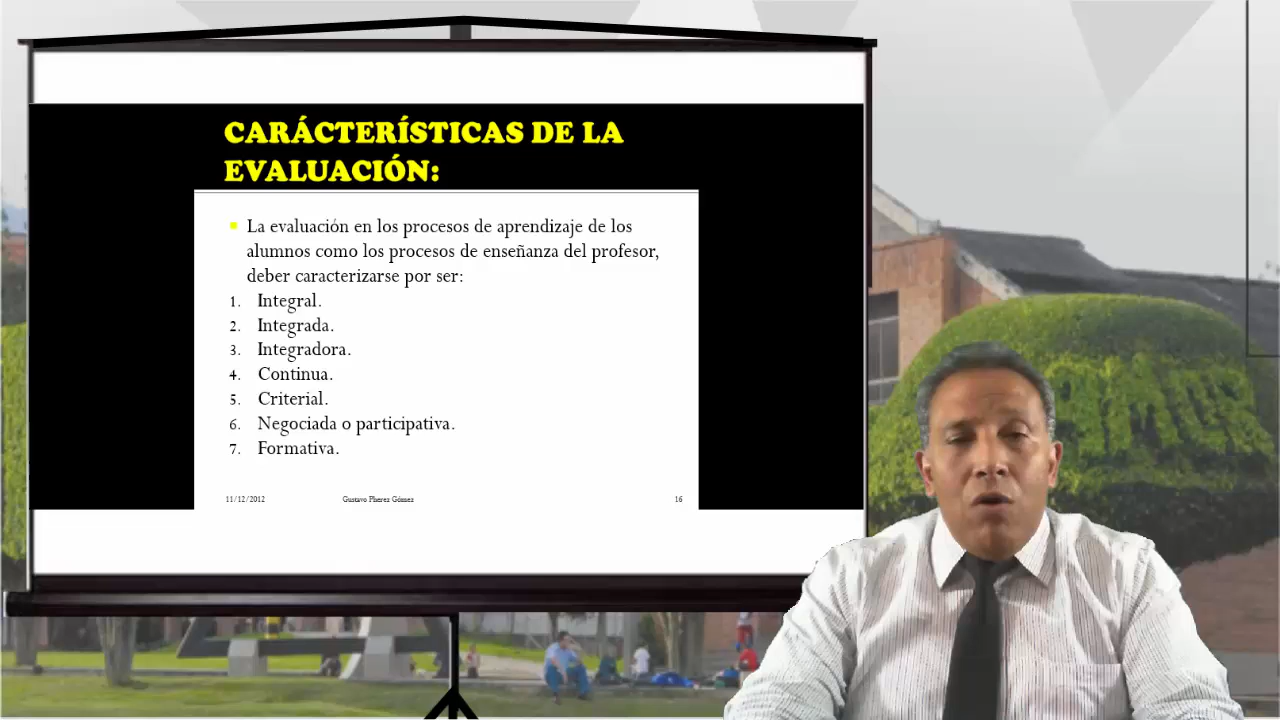 CARÁCTERÍSTICAS DE LA
EVALUACIÓN:
La evaluación en los procesos de aprendizaje de los
alumnos como los procesos de enseñanza del profesor,
deber caracterizarse por ser:
1. Integral.
2. Integrada.
3. Integradora.
4. Continua.
5. Criterial.
6. Negociada o participativa.
7. Formativa.
11/12/2012 Gustavo Pherez Gómez 16